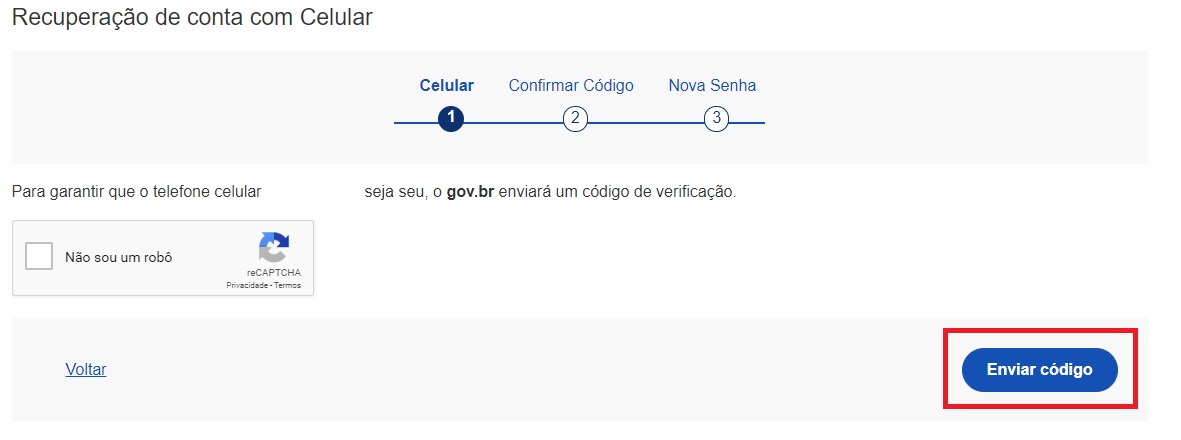 Recuperação de conta com Celular
Celular Confirmar Código Nova Senha
1 2 3
Para garantir que o telefone celular seja seu, o gov.br enviará um código de verificação.
Não sou um robô
reCAPTCHA
Privacidade - Termos
Voltar Enviar código